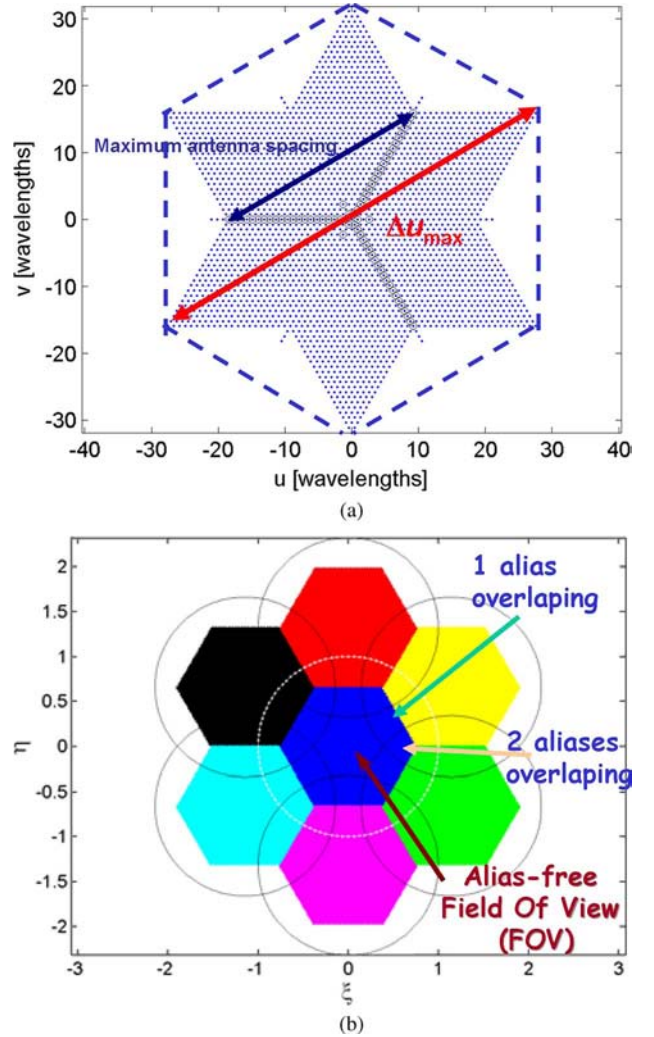 30
20
10
0
-10
-20
-30
v [wavelengths]
Maximum antenna spacing
Δu max
-40 -30 -20 -10 0 10 20 30 40
u [wavelengths]
(a)
2
1.5
1
0.5
0
-0.5
-1
-1.5
-2
η
1 alias
overlaping
2 aliases
overlaping
Alias-free
Field Of View
(FOV)
-3 -2 -1 0 1 2 3
ξ
(b)